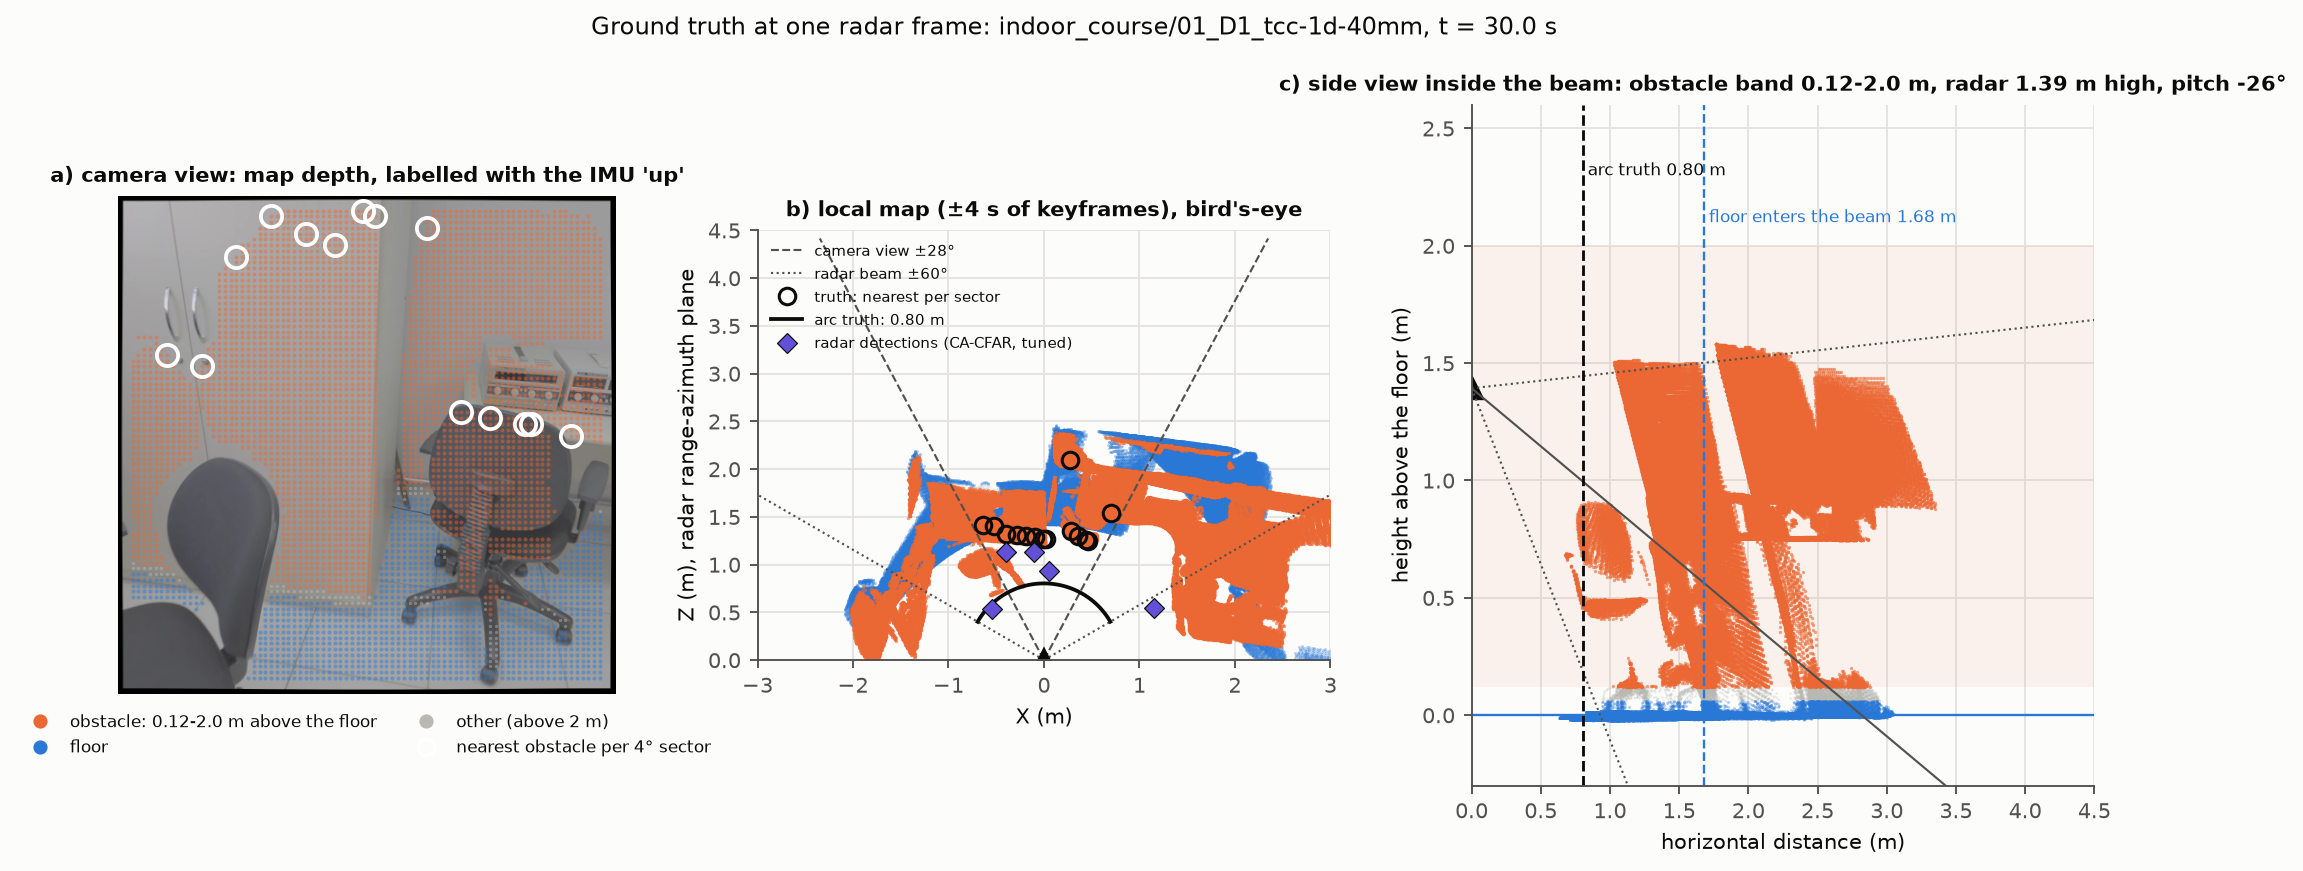 Ground truth at one radar frame: indoor_course/01_D1_tcc-1d-40mm, t = 30.0 s
a) camera view: map depth, labelled with the IMU 'up'
obstacle: 0.12-2.0 m above the floor
floor
other (above 2 m)
nearest obstacle per 4° sector
b) local map (±4 s of keyframes), bird's-eye
camera view ±28°
radar beam ±60°
truth: nearest per sector
arc truth: 0.80 m
radar detections (CA-CFAR, tuned)
Z (m), radar range-azimuth plane
4.5
4.0
3.5
3.0
2.5
2.0
1.5
1.0
0.5
0.0
−3 −2 −1 0 1 2 3
X (m)
c) side view inside the beam: obstacle band 0.12-2.0 m, radar 1.39 m high, pitch -26°
arc truth 0.80 m
floor enters the beam 1.68 m
height above the floor (m)
2.5
2.0
1.5
1.0
0.5
0.0
0.0 0.5 1.0 1.5 2.0 2.5 3.0 3.5 4.0 4.5
horizontal distance (m)